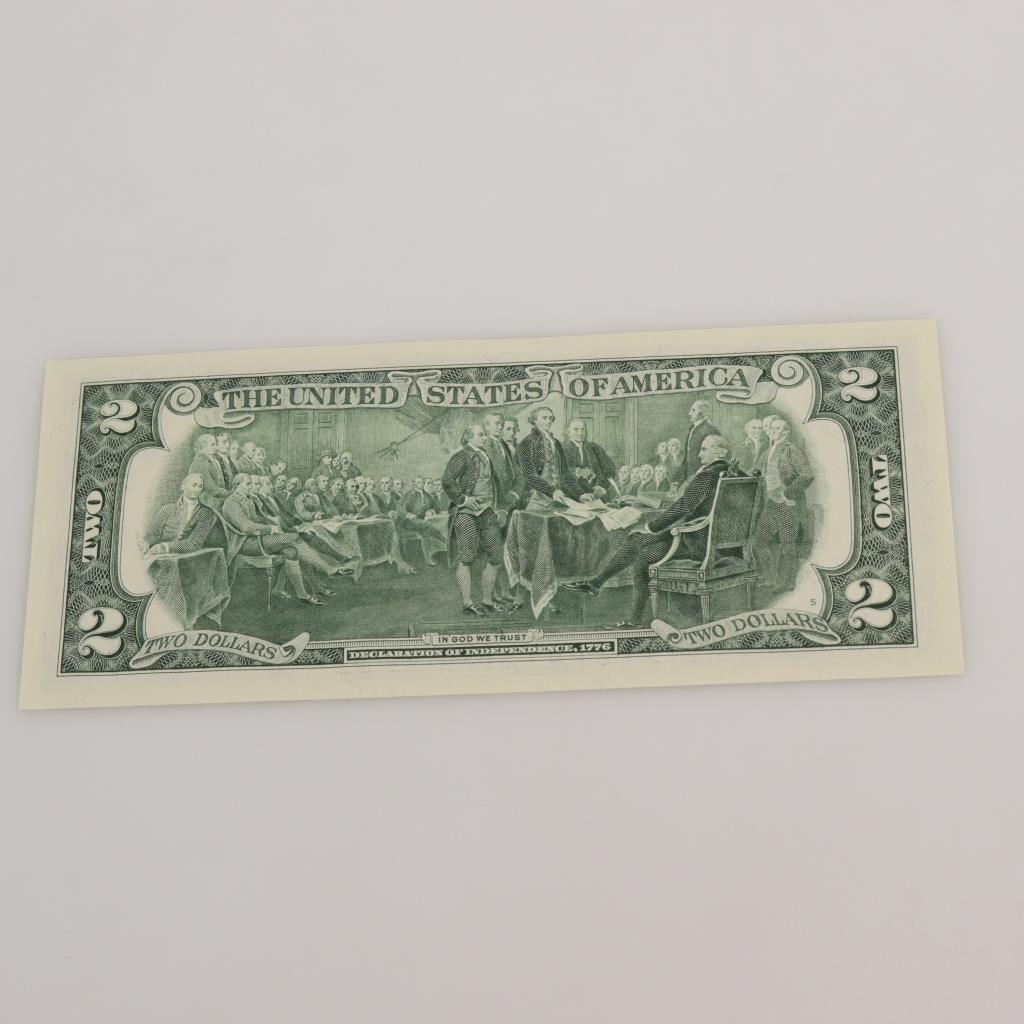 THE UNITED STATES OF AMERICA
2
2
TWO
TWO
2
2
S
TWO DOLLARS
IN GOD WE TRUST
TWO DOLLARS
DECLARATION OF INDEPENDENCE, 1776